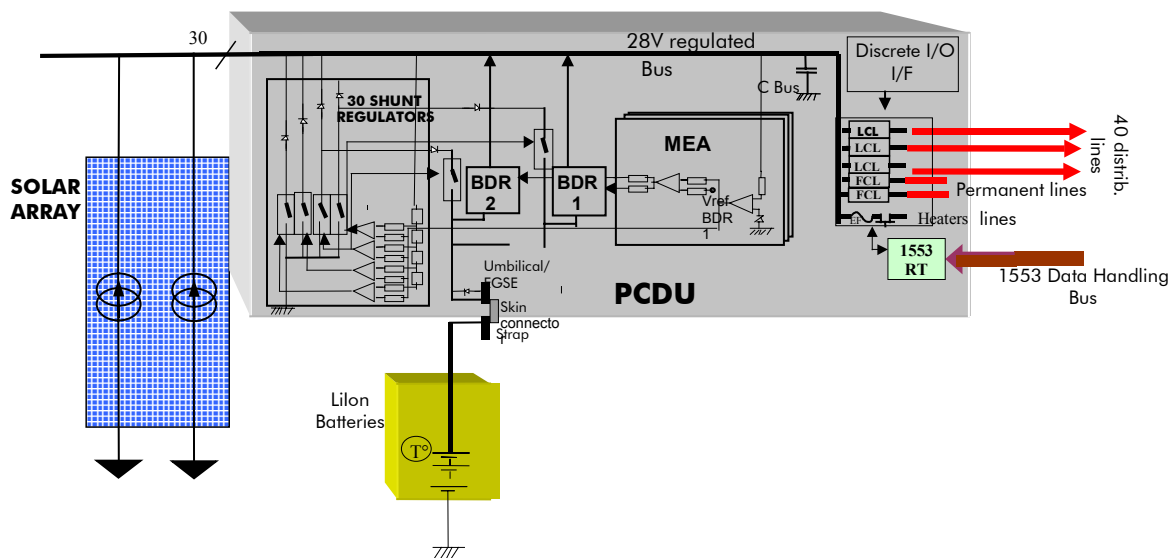 30
28V regulated
Bus
Discrete I/O
I/F
C Bus
30 SHUNT
REGULATORS
MEA
LCL
LCL
LCL
FCL
FCL
40 distrib.
lines
Permanent lines
SOLAR
ARRAY
BDR
2
BDR
1
Vref
BDR
1
Heaters lines
1553
RT
1553 Data Handling
Bus
Umbilical/
EGSE
PCDU
Skin
connecto
Strap
LiIon
Batteries
T°